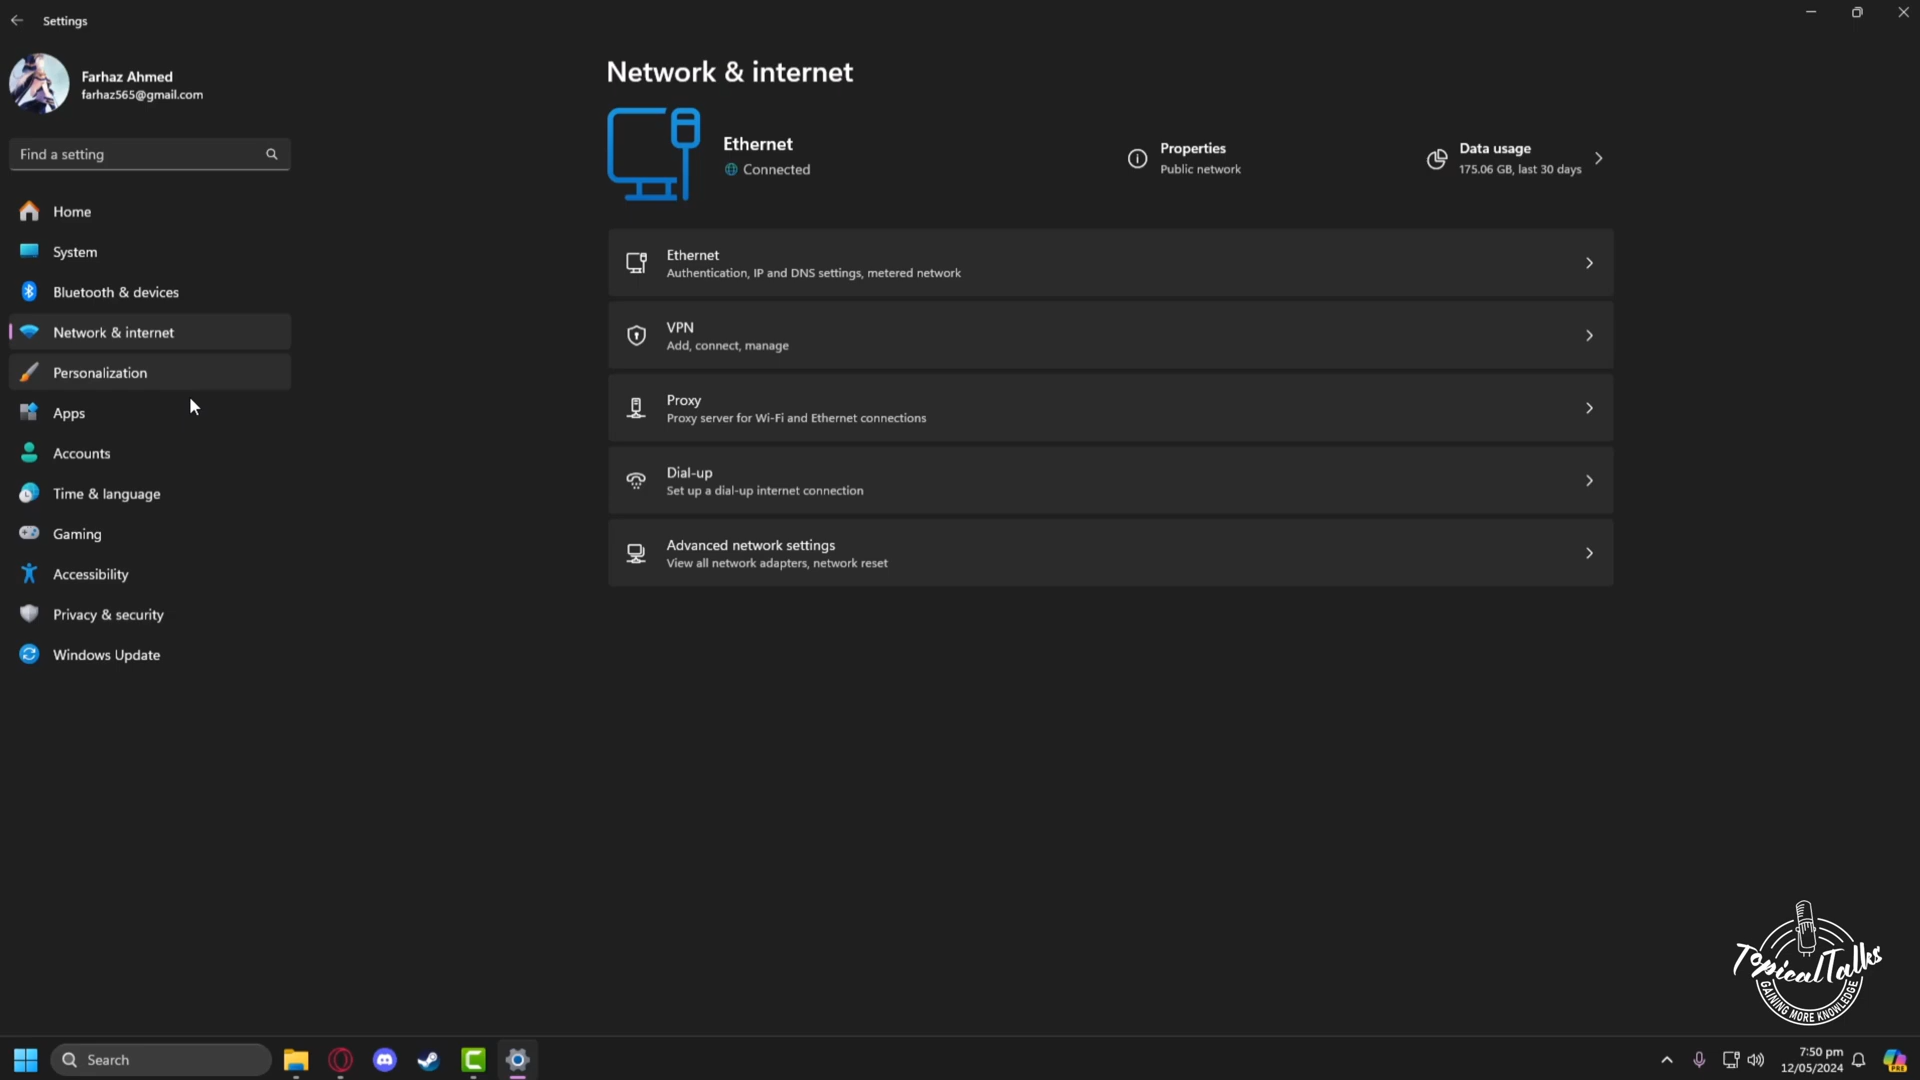 Settings
Farhaz Ahmed
farhaz565@gmail.com
Find a setting
Home
System
Bluetooth & devices
Network & internet
Personalization
Apps
Accounts
Time & language
Gaming
Accessibility
Privacy & security
Windows Update
Network & internet
Ethernet
Connected
Properties
Public network
Data usage
175.06 GB, last 30 days
Ethernet
Authentication, IP and DNS settings, metered network
VPN
Add, connect, manage
Proxy
Proxy server for Wi-Fi and Ethernet connections
Dial-up
Set up a dial-up internet connection
Advanced network settings
View all network adapters, network reset
TopicalTalks
GAINING MORE KNOWLEDGE
Search
7:50 pm
12/05/2024
PRE